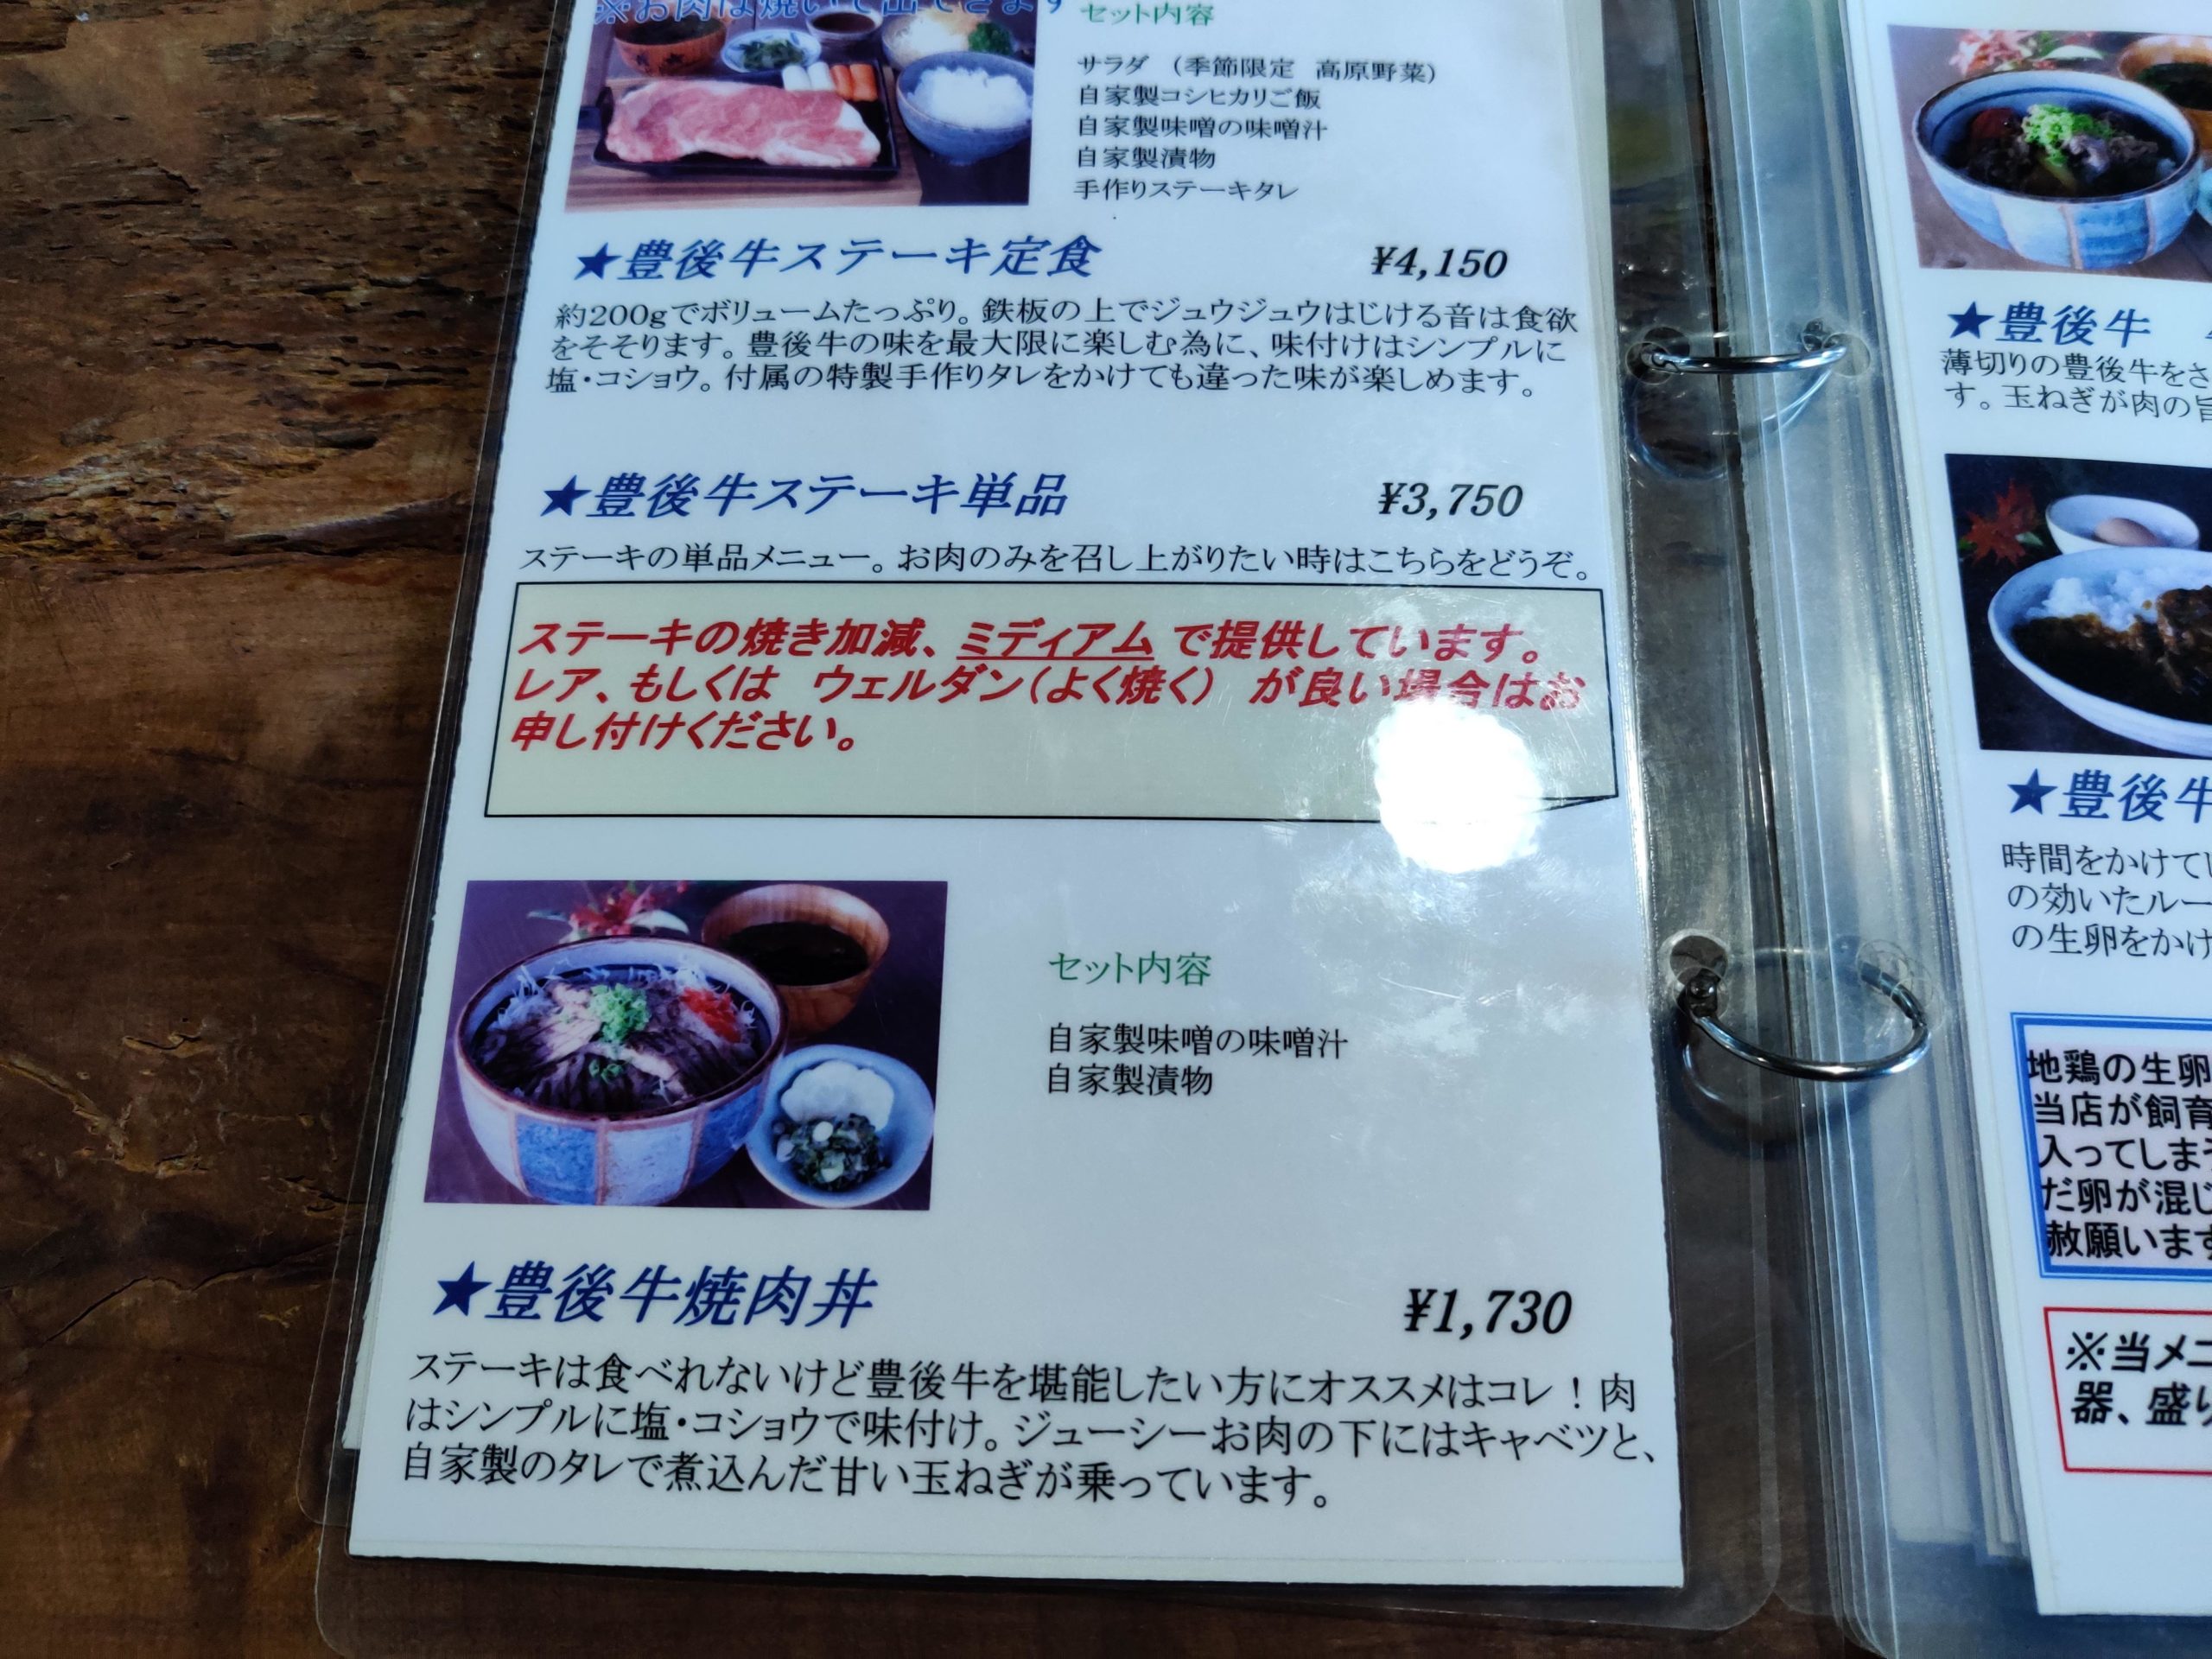 ※お肉は焼いて出てきます
セット内容
サラダ （季節限定 高原野菜）
自家製コシヒカリご飯
自家製味噌の味噌汁
自家製漬物
手作りステーキタレ
★豊後牛ステーキ定食 ¥4,150
約200gでボリュームたっぷり。鉄板の上でジュウジュウはじける音は食欲
をそそります。豊後牛の味を最大限に楽しむ為に、味付けはシンプルに
塩・コショウ。付属の特製手作りタレをかけても違った味が楽しめます。
★豊後牛ステーキ単品 ¥3,750
ステーキの単品メニュー。お肉のみを召し上がりたい時はこちらをどうぞ。
ステーキの焼き加減、ミディアム で提供しています。
レア、もしくは ウェルダン（よく焼く） が良い場合はお
申し付けください。
セット内容
自家製味噌の味噌汁
自家製漬物
★豊後牛焼肉丼 ¥1,730
ステーキは食べれないけど豊後牛を堪能したい方にオススメはコレ！肉
はシンプルに塩・コショウで味付け。ジューシーお肉の下にはキャベツと、
自家製のタレで煮込んだ甘い玉ねぎが乗っています。
★豊後牛
薄切りの豊後牛をさ
す。玉ねぎが肉の旨
★豊後牛
時間をかけて
の効いたルー
の生卵をかけ
地鶏の生卵
当店が飼育
入ってしまう
だ卵が混じ
赦願います
※当メニ
器、盛り